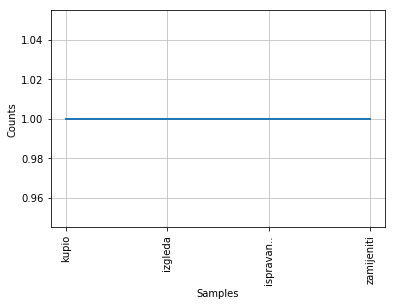 1.04
1.02
1.00
0.98
0.96
Counts
kupio
izgleda
ispravan..
zamijeniti
Samples